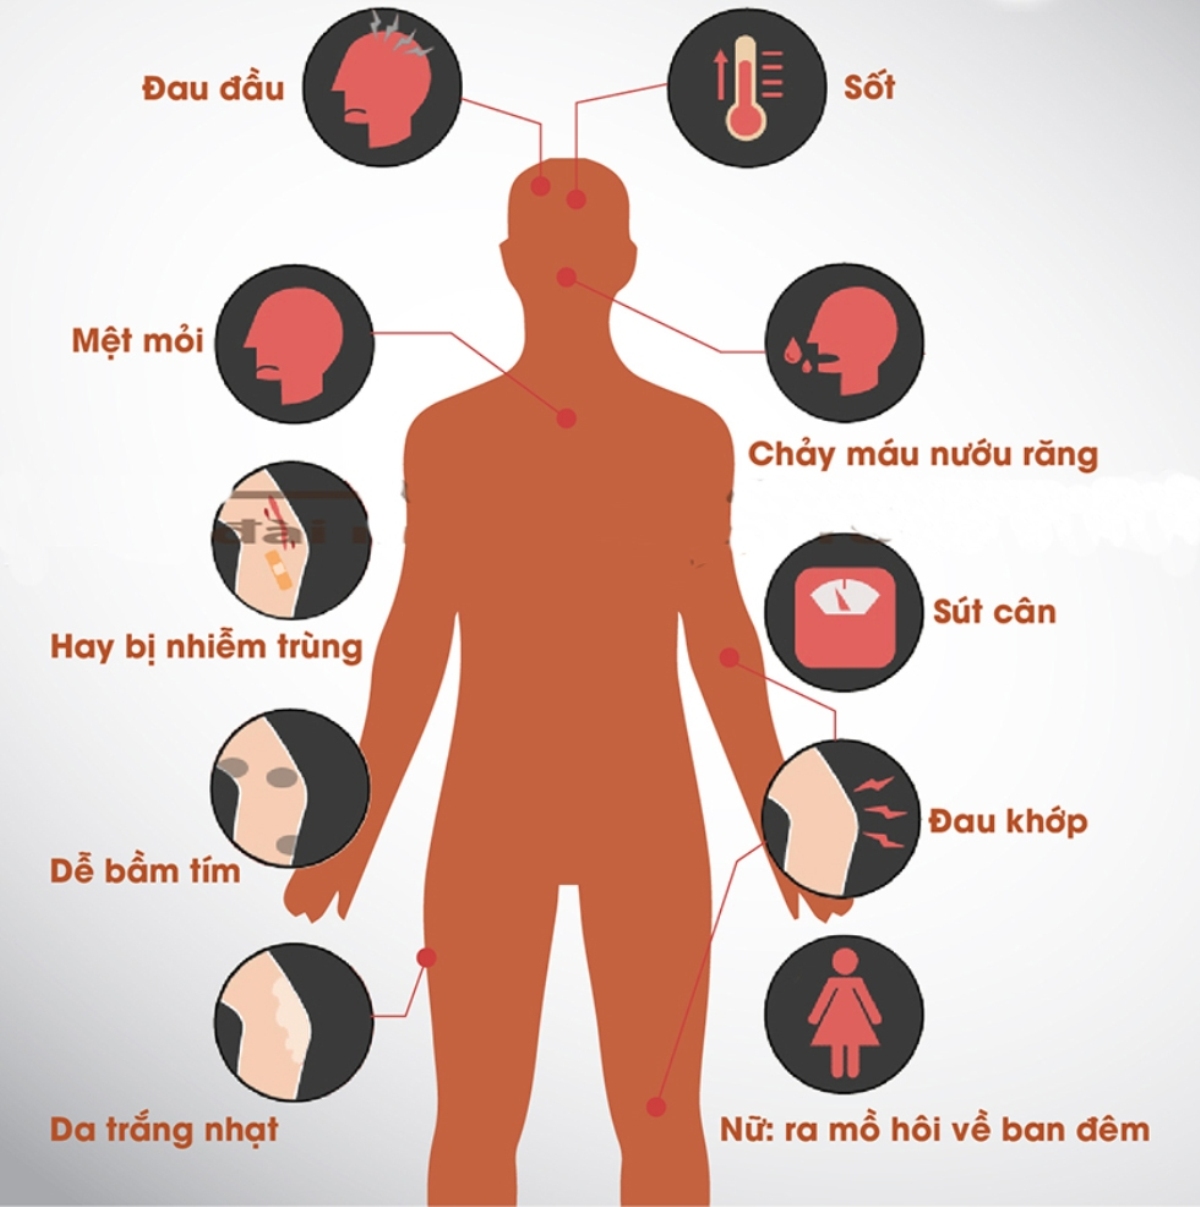 Đau đầu
Sốt
Mệt mỏi
Chảy máu nướu răng
đài
Hay bị nhiễm trùng
Sút cân
Dễ bầm tím
Đau khớp
Da trắng nhạt
Nữ: ra mồ hôi về ban đêm